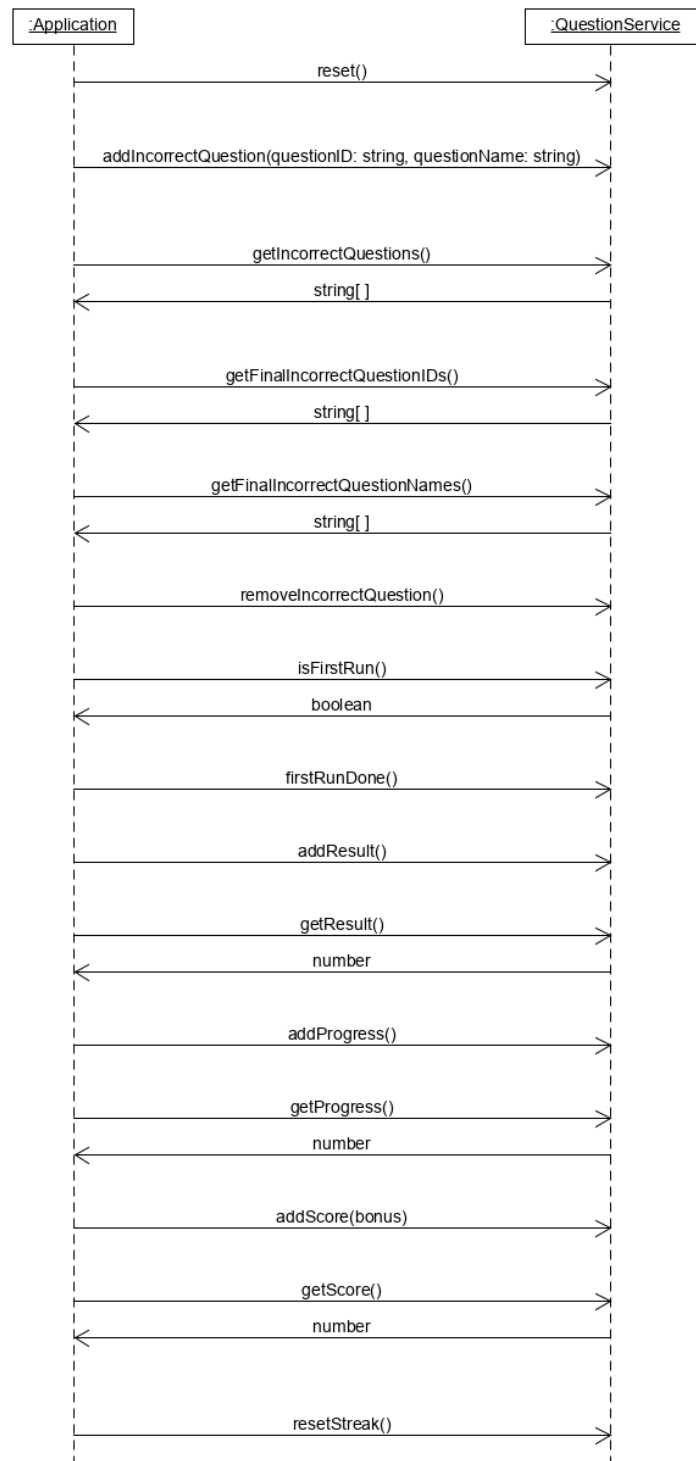 :Application
:QuestionService
reset()
addIncorrectQuestion(questionID: string, questionName: string)
getIncorrectQuestions()
string[ ]
getFinalIncorrectQuestionIDs()
string[ ]
getFinalIncorrectQuestionNames()
string[ ]
removeIncorrectQuestion()
isFirstRun()
boolean
firstRunDone()
addResult()
getResult()
number
addProgress()
getProgress()
number
addScore(bonus)
getScore()
number
resetStreak()